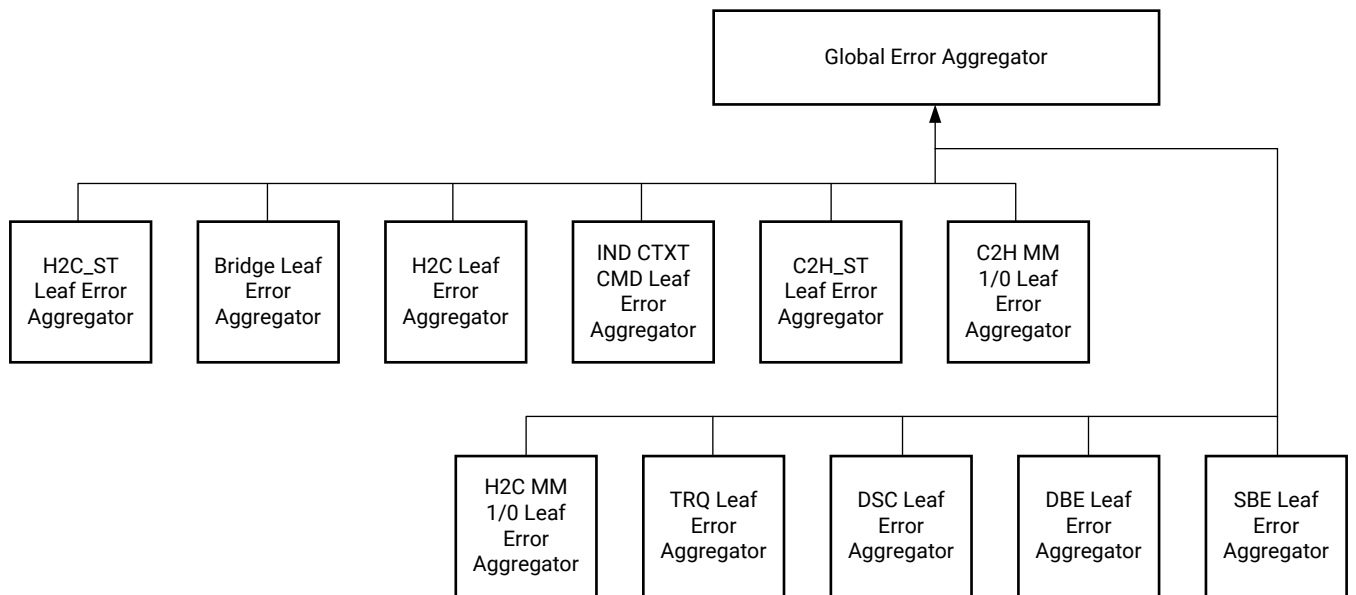 Global Error Aggregator
H2C_ST
Leaf Error
Aggregator
Bridge Leaf
Error
Aggregator
H2C Leaf
Error
Aggregator
IND CTXT
CMD Leaf
Error
Aggregator
C2H_ST
Leaf Error
Aggregator
C2H MM
1/0 Leaf
Error
Aggregator
H2C MM
1/0 Leaf
Error
Aggregator
TRQ Leaf
Error
Aggregator
DSC Leaf
Error
Aggregator
DBE Leaf
Error
Aggregator
SBE Leaf
Error
Aggregator